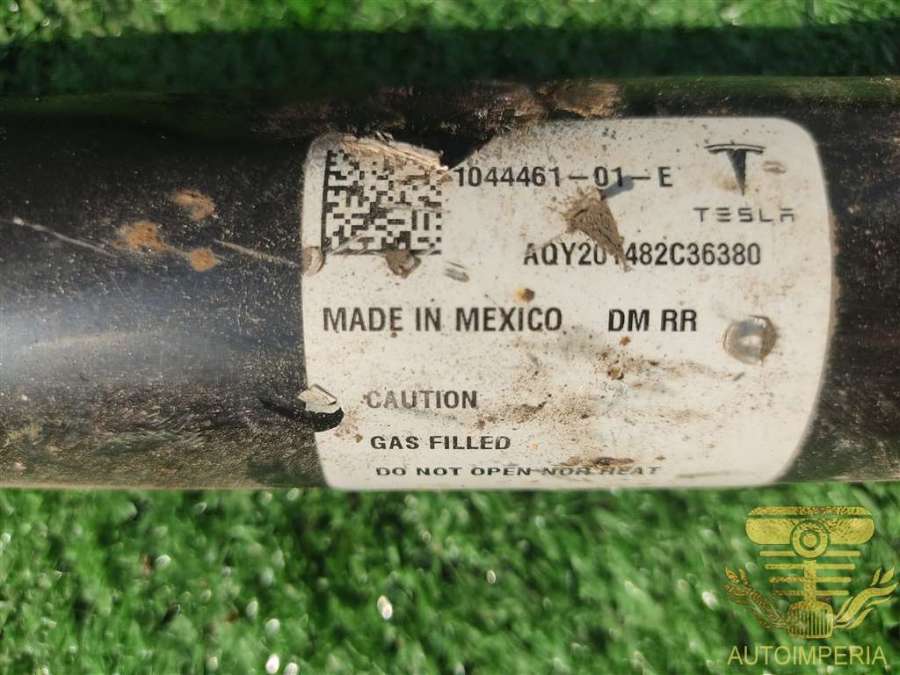 1044461-01-E
TESLA
MADE IN MEXICO DM RR
CAUTION
GAS FILLED
DO NOT OPEN NOR HEAT
AUTOIMPERIA